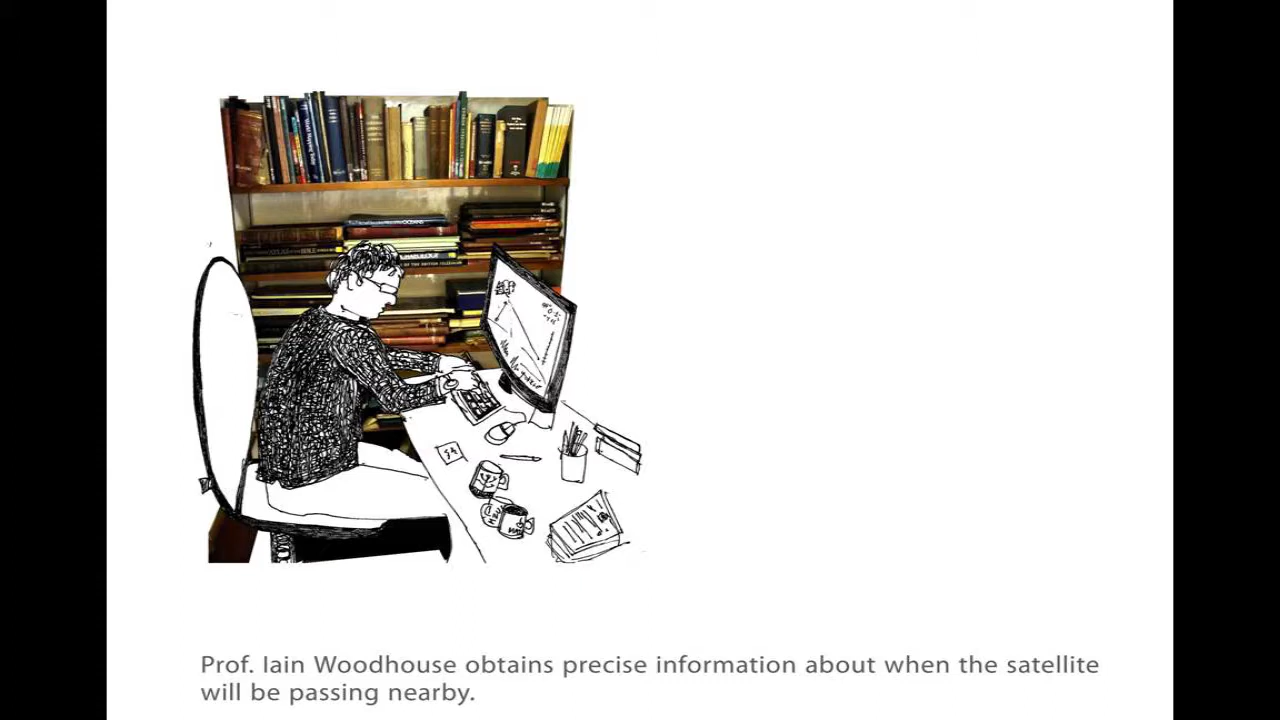 Prof. Iain Woodhouse obtains precise information about when the satellite
will be passing nearby.